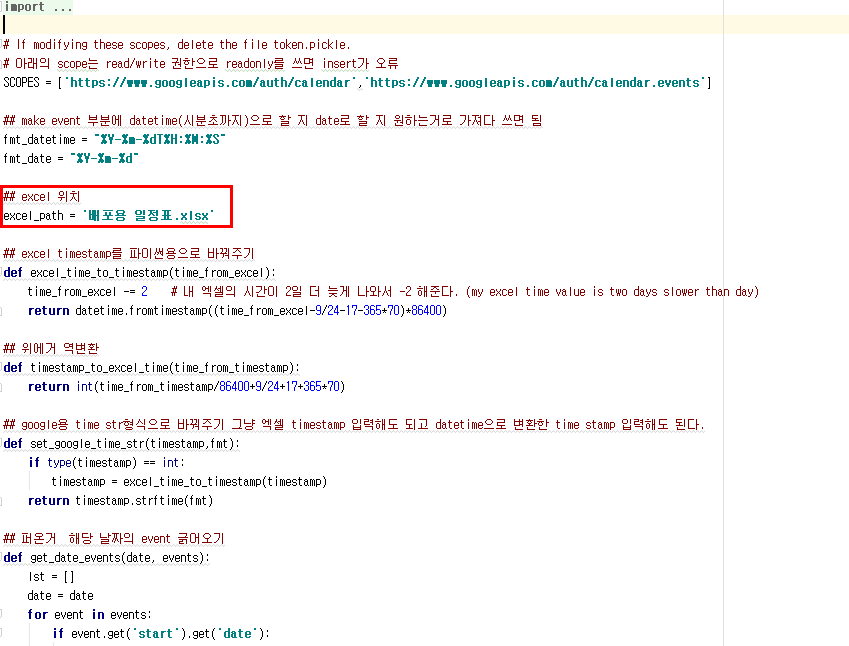 import ...
# If modifying these scopes, delete the file token.pickle.
# 아래의 scope는 read/write 권한으로 readonly를 쓰면 insert가 오류
SCOPES = ['https://www.googleapis.com/auth/calendar','https://www.googleapis.com/auth/calendar.events']
## make event 부분에 datetime(시분초까지)으로 할 지 date로 할 지 원하는거로 가져다 쓰면 됨
fmt_datetime = "%Y-%m-%dT%H:%M:%S"
fmt_date = "%Y-%m-%d"
## excel 위치
excel_path = '배포용 일정표.xlsx'
## excel timestamp를 파이썬용으로 바꿔주기
def excel_time_to_timestamp(time_from_excel):
time_from_excel -= 2 # 내 엑셀의 시간이 2일 더 늦게 나와서 -2 해준다. (my excel time value is two days slower than day)
return datetime.fromtimestamp((time_from_excel-9/24-17-365*70)*86400)
## 위에거 역변환
def timestamp_to_excel_time(time_from_timestamp):
return int(time_from_timestamp/86400+9/24+17+365*70)
## google용 time str형식으로 바꿔주기 그냥 엑셀 timestamp 입력해도 되고 datetime으로 변환한 time stamp 입력해도 된다.
def set_google_time_str(timestamp,fmt):
if type(timestamp) == int:
timestamp = excel_time_to_timestamp(timestamp)
return timestamp.strftime(fmt)
## 퍼온거 해당 날짜의 event 긁어오기
def get_date_events(date, events):
lst = []
date = date
for event in events:
if event.get('start').get('date'):